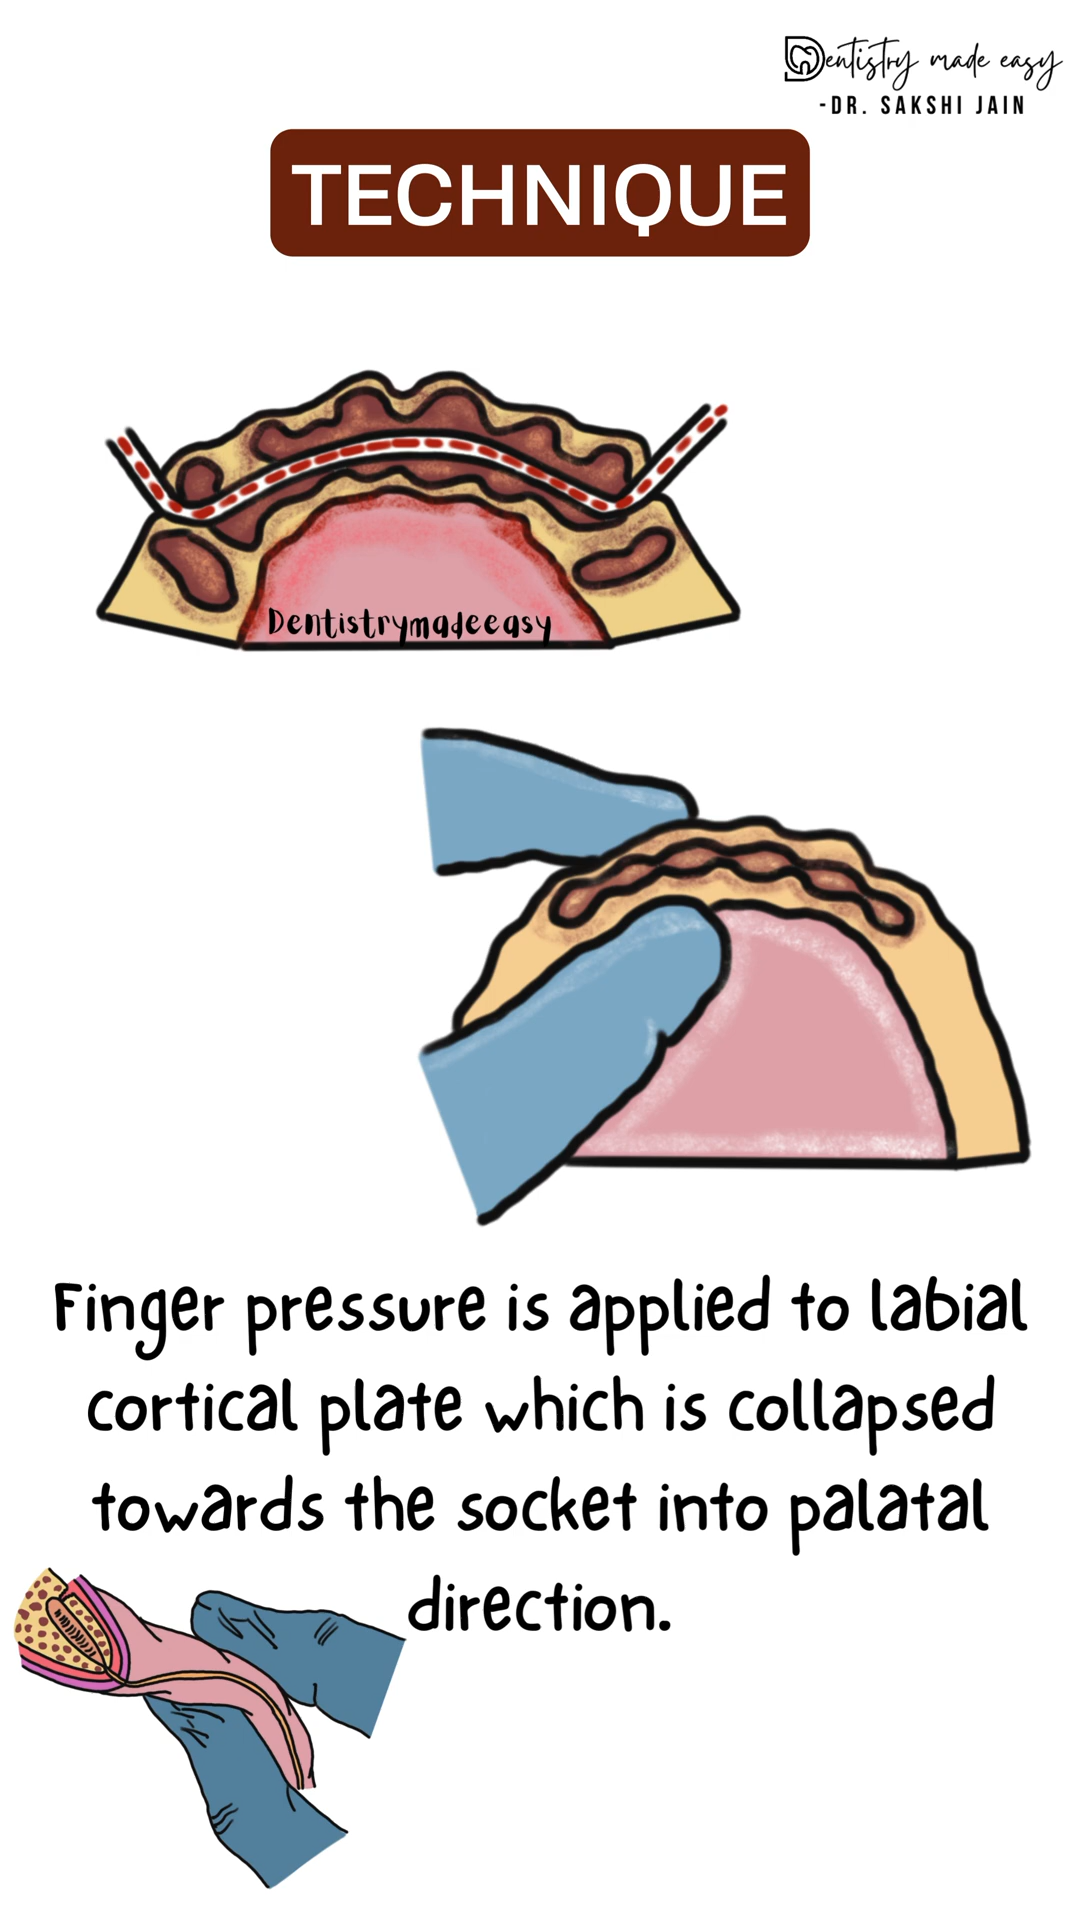 Dentistry made easy
-DR. SAKSHI JAIN
TECHNIQUE
Dentistrymadeeasy
Finger pressure is applied to labial
cortical plate which is collapsed
towards the socket into palatal
direction.